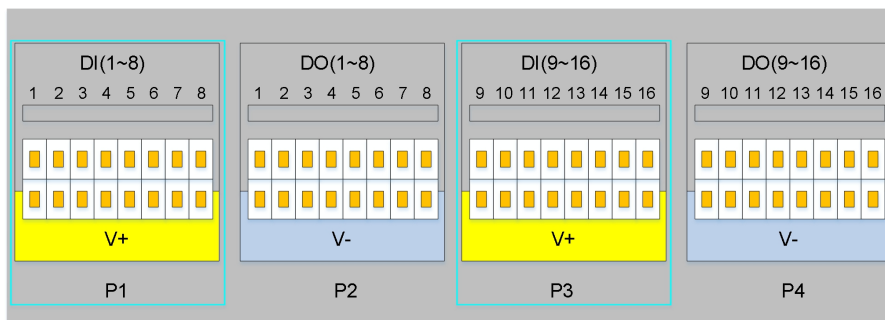 DI(1~8) DO(1~8) DI(9~16) DO(9~16)
1 2 3 4 5 6 7 8 1 2 3 4 5 6 7 8 9 10 11 12 13 14 15 16 9 10 11 12 13 14 15 16
V+ V- V+ V-
P1 P2 P3 P4